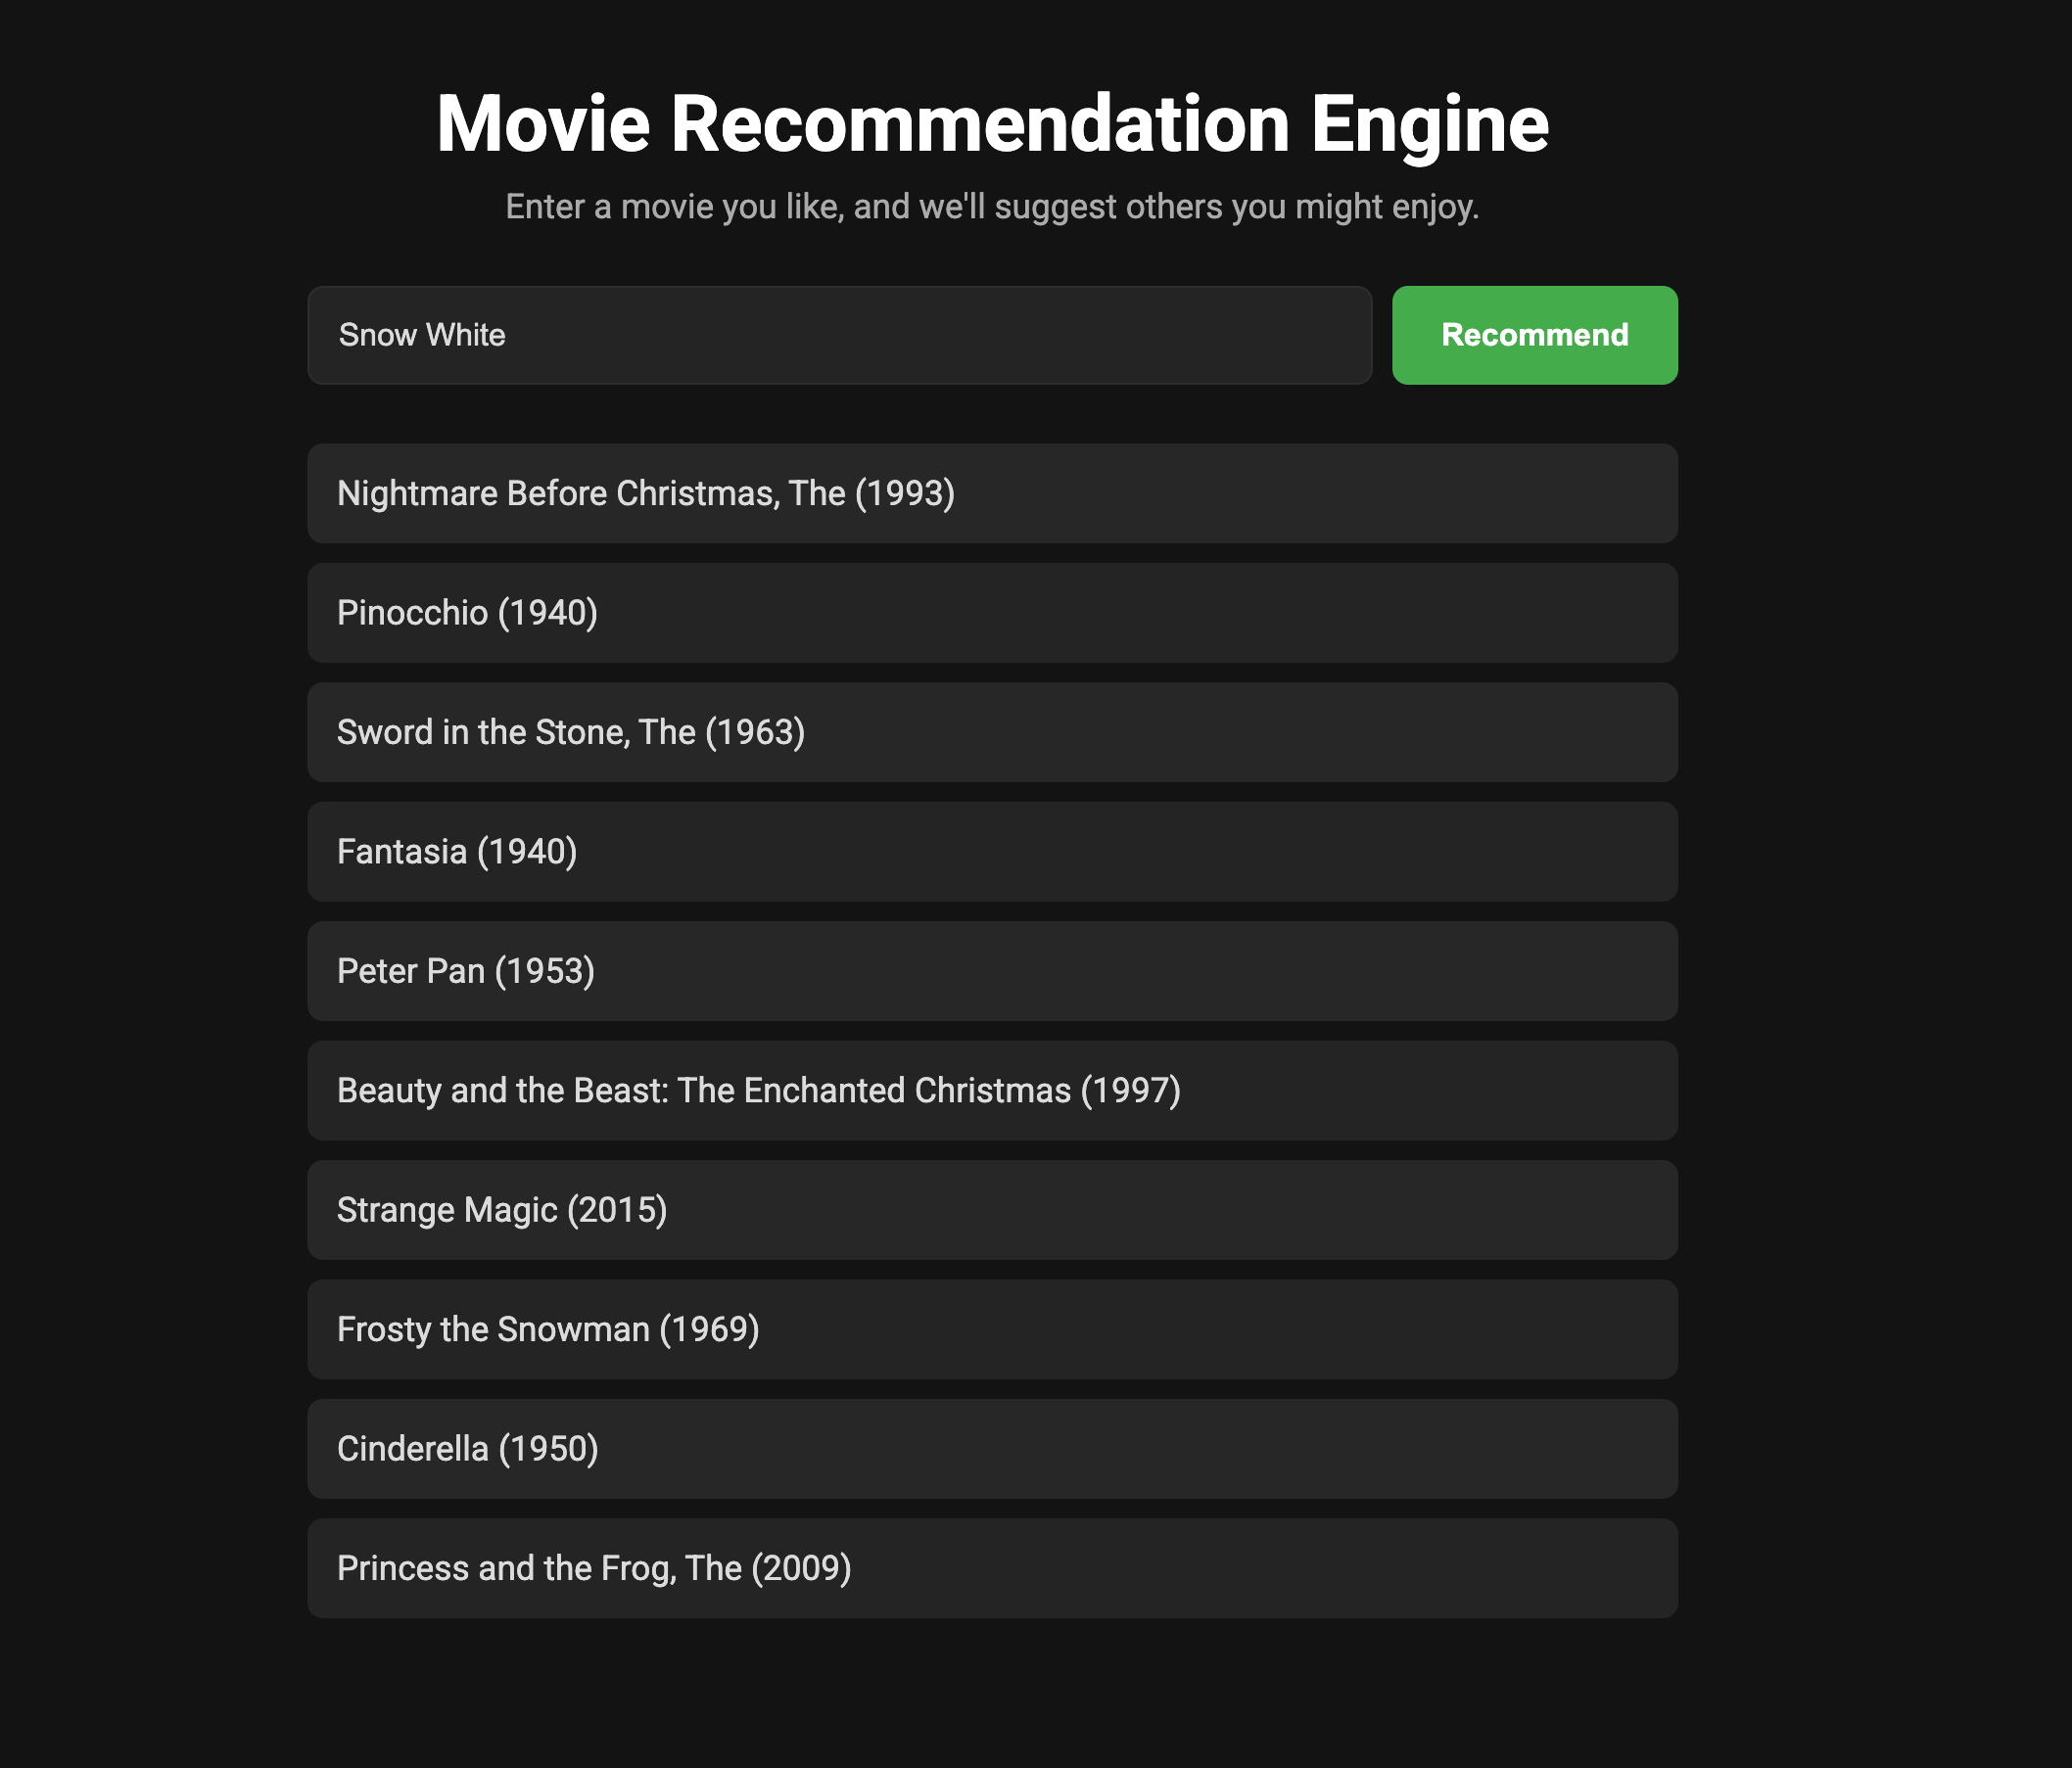 Movie Recommendation Engine
Enter a movie you like, and we'll suggest others you might enjoy.
Snow White
Recommend
Nightmare Before Christmas, The (1993)
Pinocchio (1940)
Sword in the Stone, The (1963)
Fantasia (1940)
Peter Pan (1953)
Beauty and the Beast: The Enchanted Christmas (1997)
Strange Magic (2015)
Frosty the Snowman (1969)
Cinderella (1950)
Princess and the Frog, The (2009)